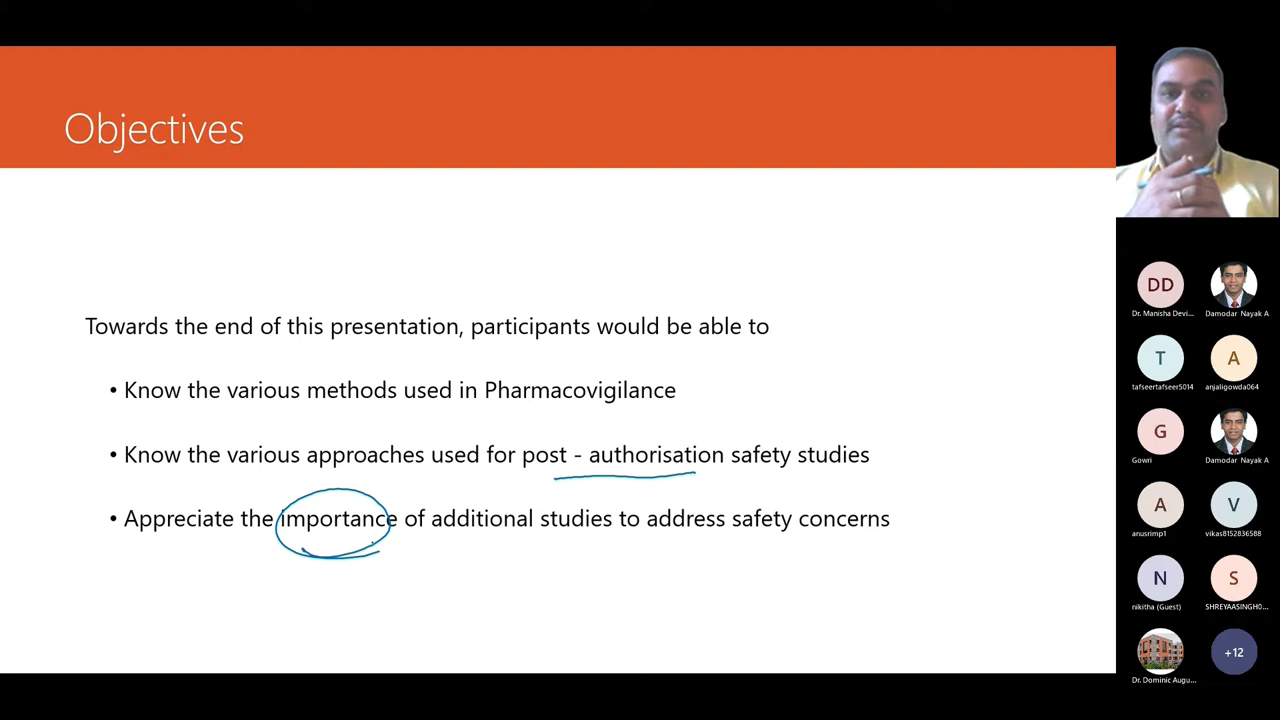 Objectives
Towards the end of this presentation, participants would be able to
• Know the various methods used in Pharmacovigilance
• Know the various approaches used for post - authorisation safety studies
• Appreciate the importance of additional studies to address safety concerns
DD
Dr. Manisha Devi...
Damodar Nayak A
T
tafseertafseer5014
A
anjaligowda064
G
Gowri
Damodar Nayak A
A
anusrimp1
V
vikas8152836588
N
nikitha (Guest)
S
SHREYAASINGH0...
Dr. Dominic Augu...
+12